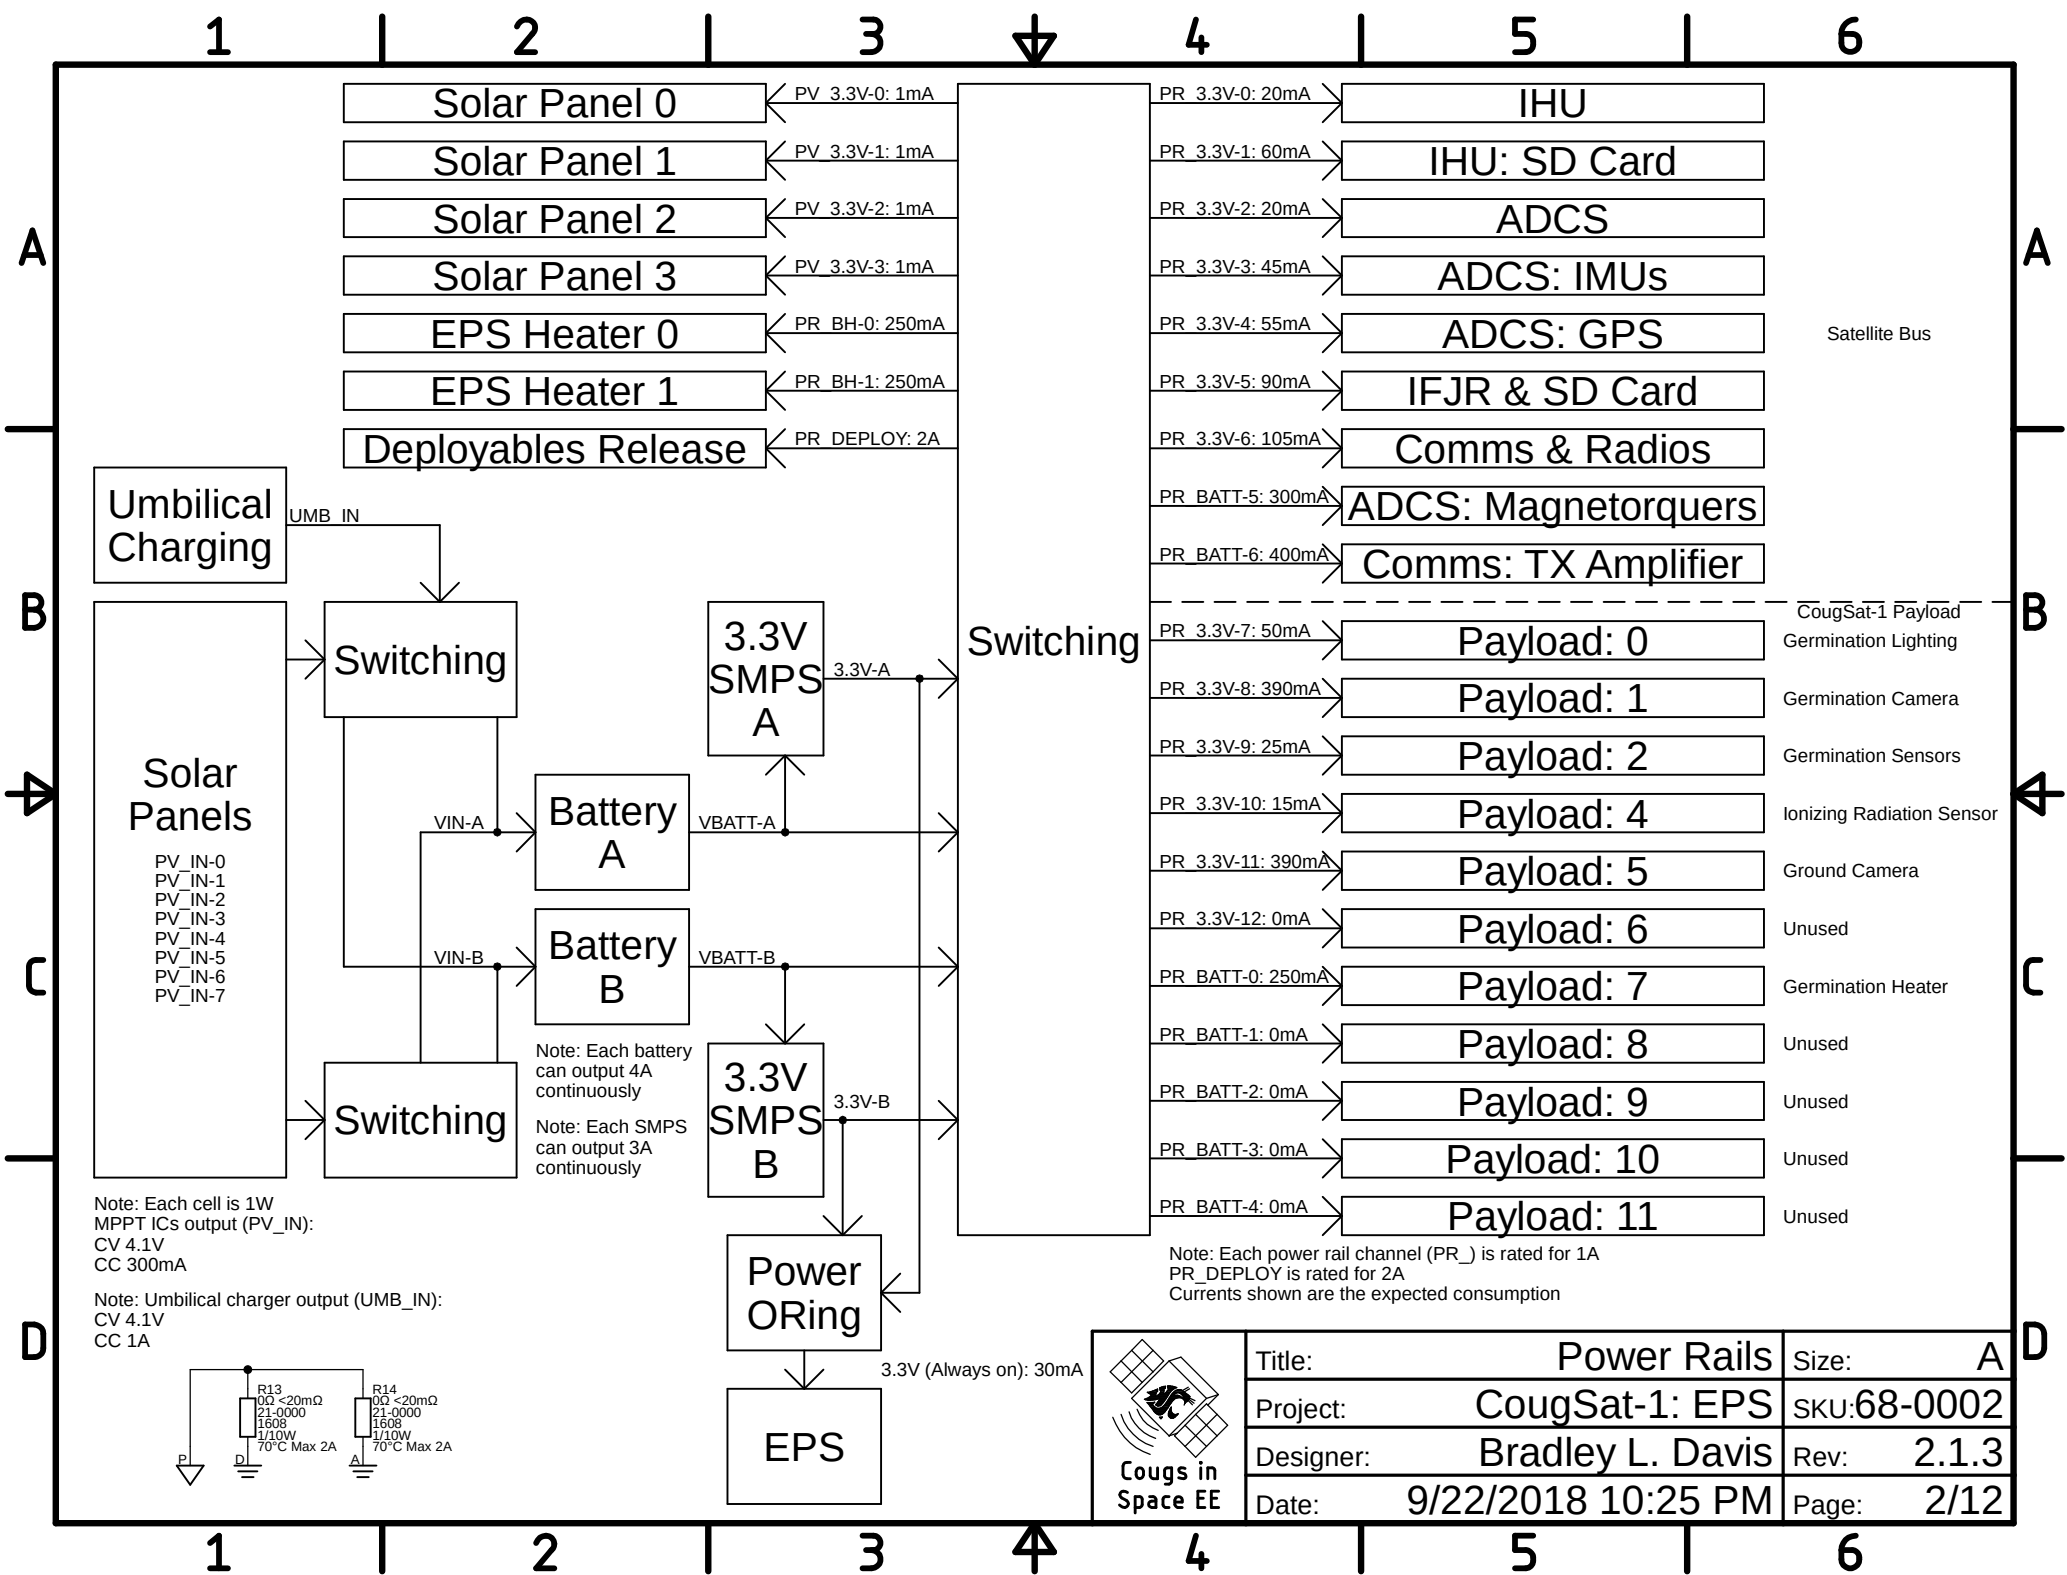 1 2 3 4 5 6
A
A
B
B
C
C
D
D
Solar Panel 0
PV_3.3V-0: 1mA
Solar Panel 1
PV_3.3V-1: 1mA
Solar Panel 2
PV_3.3V-2: 1mA
Solar Panel 3
PV_3.3V-3: 1mA
EPS Heater 0
PR_BH-0: 250mA
EPS Heater 1
PR_BH-1: 250mA
Deployables Release
PR_DEPLOY: 2A
Umbilical
Charging
UMB_IN
Switching
Solar
Panels
PV_IN-0
PV_IN-1
PV_IN-2
PV_IN-3
PV_IN-4
PV_IN-5
PV_IN-6
PV_IN-7
Switching
VIN-A
VIN-B
Battery
A
Battery
B
VBATT-A
VBATT-B
3.3V
SMPS
A
3.3V-A
3.3V
SMPS
B
3.3V-B
Note: Each battery
can output 4A
continuously
Note: Each SMPS
can output 3A
continuously
Power
ORing
3.3V (Always on): 30mA
EPS
Note: Each cell is 1W
MPPT ICs output (PV_IN):
CV 4.1V
CC 300mA
Note: Umbilical charger output (UMB_IN):
CV 4.1V
CC 1A
R13
0Ω <20mΩ
21-0000
1608
1/10W
70°C Max 2A
R14
0Ω <20mΩ
21-0000
1608
1/10W
70°C Max 2A
P
D
A
Switching
PR_3.3V-0: 20mA
IHU
PR_3.3V-1: 60mA
IHU: SD Card
PR_3.3V-2: 20mA
ADCS
PR_3.3V-3: 45mA
ADCS: IMUs
PR_3.3V-4: 55mA
ADCS: GPS
Satellite Bus
PR_3.3V-5: 90mA
IFJR & SD Card
PR_3.3V-6: 105mA
Comms & Radios
PR_BATT-5: 300mA
ADCS: Magnetorquers
PR_BATT-6: 400mA
Comms: TX Amplifier
CougSat-1 Payload
PR_3.3V-7: 50mA
Payload: 0
Germination Lighting
PR_3.3V-8: 390mA
Payload: 1
Germination Camera
PR_3.3V-9: 25mA
Payload: 2
Germination Sensors
PR_3.3V-10: 15mA
Payload: 4
Ionizing Radiation Sensor
PR_3.3V-11: 390mA
Payload: 5
Ground Camera
PR_3.3V-12: 0mA
Payload: 6
Unused
PR_BATT-0: 250mA
Payload: 7
Germination Heater
PR_BATT-1: 0mA
Payload: 8
Unused
PR_BATT-2: 0mA
Payload: 9
Unused
PR_BATT-3: 0mA
Payload: 10
Unused
PR_BATT-4: 0mA
Payload: 11
Unused
Note: Each power rail channel (PR_) is rated for 1A
PR_DEPLOY is rated for 2A
Currents shown are the expected consumption
Cougs in
Space EE
Title: Power Rails
Size: A
Project: CougSat-1: EPS
SKU: 68-0002
Designer: Bradley L. Davis
Rev: 2.1.3
Date: 9/22/2018 10:25 PM
Page: 2/12
1 2 3 4 5 6